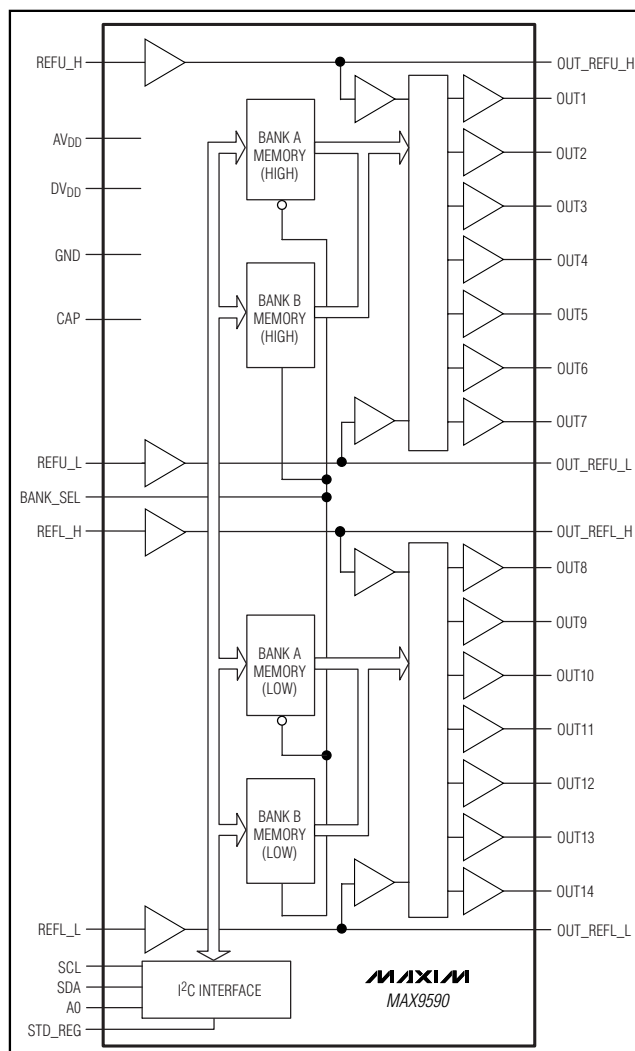 REFU_H
OUT_REFU_H
OUT1
AVDD
BANK A
MEMORY
(HIGH)
OUT2
DVDD
OUT3
GND
OUT4
CAP
BANK B
MEMORY
(HIGH)
OUT5
OUT6
OUT7
REFU_L
OUT_REFU_L
BANK_SEL
REFL_H
OUT_REFL_H
OUT8
OUT9
BANK A
MEMORY
(LOW)
OUT10
OUT11
OUT12
BANK B
MEMORY
(LOW)
OUT13
OUT14
REFL_L
OUT_REFL_L
SCL
SDA
A0
STD_REG
I2C INTERFACE
MAXIM
MAX9590